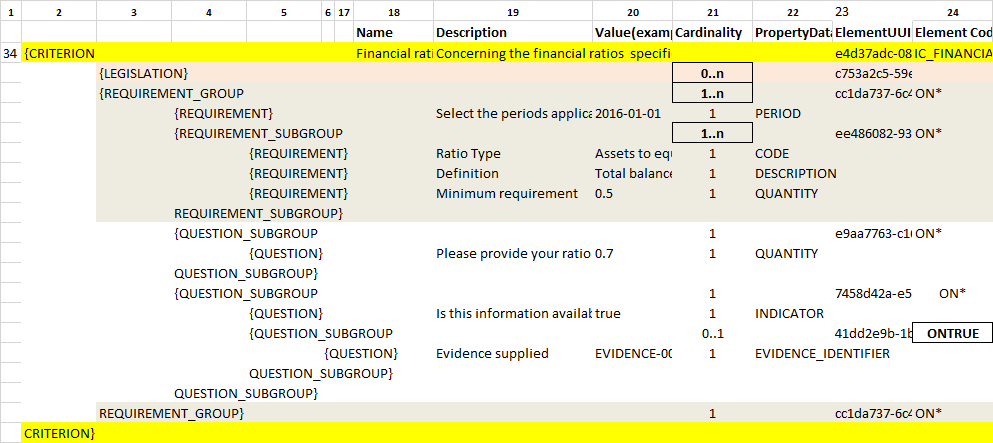 1 2 3 4 5 6 17 18 19 20 21 22 23 24
Name Description Value(examp Cardinality PropertyData ElementUUI Element Cod
34 {CRITERION Financial rati Concerning the financial ratios specifi e4d37adc-08 IC_FINANCIA
{LEGISLATION} 0..n c753a2c5-59e
{REQUIREMENT_GROUP 1..n cc1da737-6c4 ON*
{REQUIREMENT} Select the periods applica 2016-01-01 1 PERIOD
{REQUIREMENT_SUBGROUP 1..n ee486082-93 ON*
{REQUIREMENT} Ratio Type Assets to equ 1 CODE
{REQUIREMENT} Definition Total balance 1 DESCRIPTION
{REQUIREMENT} Minimum requirement 0.5 1 QUANTITY
REQUIREMENT_SUBGROUP}
{QUESTION_SUBGROUP 1 e9aa7763-c16 ON*
{QUESTION} Please provide your ratio 0.7 1 QUANTITY
QUESTION_SUBGROUP}
{QUESTION_SUBGROUP 1 7458d42a-e5 ON*
{QUESTION} Is this information availab true 1 INDICATOR
{QUESTION_SUBGROUP 0..1 41dd2e9b-1b ONTRUE
{QUESTION} Evidence supplied EVIDENCE-00 1 EVIDENCE_IDENTIFIER
QUESTION_SUBGROUP}
QUESTION_SUBGROUP}
REQUIREMENT_GROUP} 1 cc1da737-6c4 ON*
CRITERION}